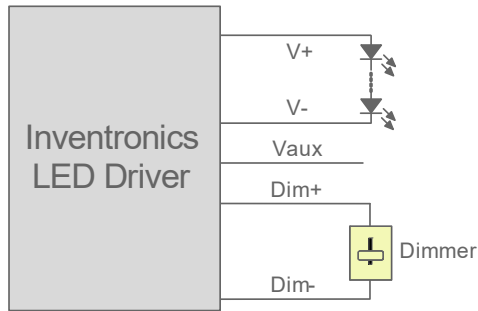 Inventronics
LED Driver
V+
V-
Vaux
Dim+
Dimmer
Dim-